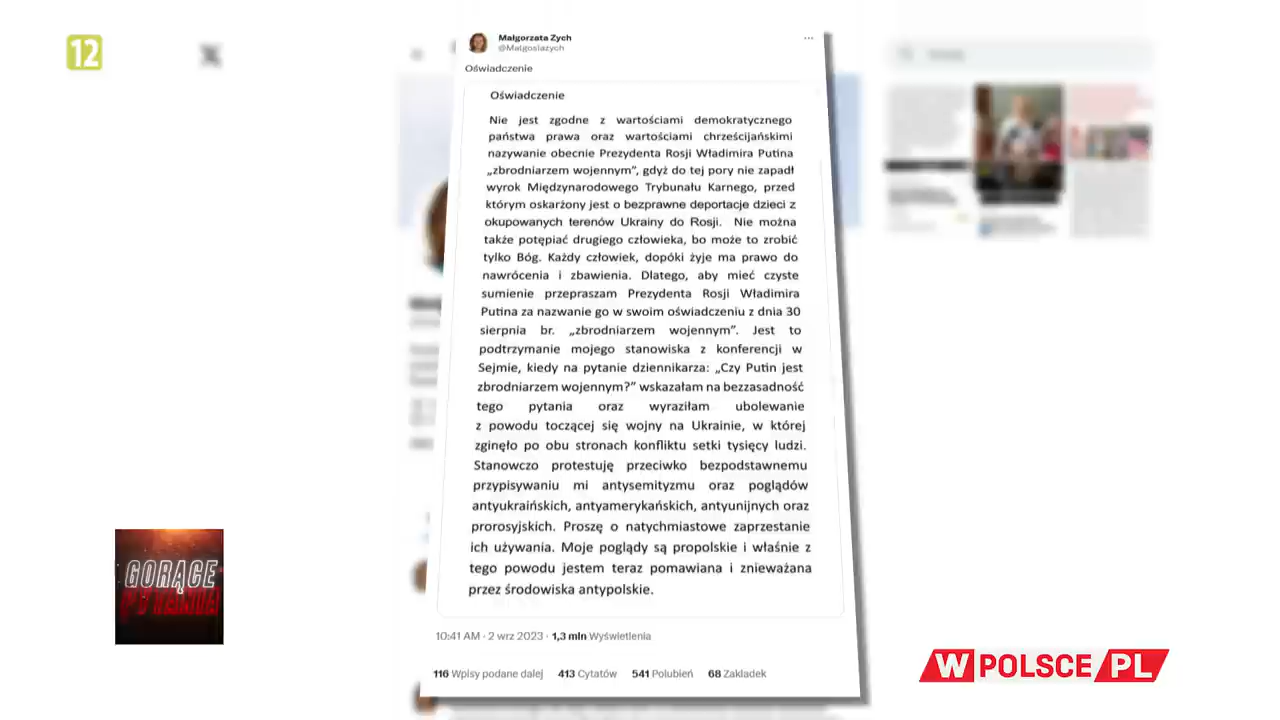 12
Małgorzata Zych
@Malgoslazych
Oświadczenie
Oświadczenie
Nie jest zgodne z wartościami demokratycznego
państwa prawa oraz wartościami chrześcijańskimi
nazywanie obecnie Prezydenta Rosji Władimira Putina
„zbrodniarzem wojennym”, gdyż do tej pory nie zapadł
wyrok Międzynarodowego Trybunału Karnego, przed
którym oskarżony jest o bezprawne deportacje dzieci z
okupowanych terenów Ukrainy do Rosji. Nie można
także potępiać drugiego człowieka, bo może to zrobić
tylko Bóg. Każdy człowiek, dopóki żyje ma prawo do
nawrócenia i zbawienia. Dlatego, aby mieć czyste
sumienie przepraszam Prezydenta Rosji Władimira
Putina za nazwanie go w swoim oświadczeniu z dnia 30
sierpnia br. „zbrodniarzem wojennym”. Jest to
podtrzymanie mojego stanowiska z konferencji w
Sejmie, kiedy na pytanie dziennikarza: „Czy Putin jest
zbrodniarzem wojennym?” wskazałam na bezzasadność
tego pytania oraz wyraziłam ubolewanie
z powodu toczącej się wojny na Ukrainie, w której
zginęło po obu stronach konfliktu setki tysięcy ludzi.
Stanowczo protestuję przeciwko bezpodstawnemu
przypisywaniu mi antysemityzmu oraz poglądów
antyukraińskich, antyamerykańskich, antyunijnych oraz
prorosyjskich. Proszę o natychmiastowe zaprzestanie
ich używania. Moje poglądy są propolskie i właśnie z
tego powodu jestem teraz pomawiana i znieważana
przez środowiska antypolskie.
10:41 AM · 2 wrz 2023 · 1,3 mln Wyświetlenia
116 Wpisy podane dalej 413 Cytatów 541 Polubień 68 Zakładek
GORĄCE
PYTANIA
W POLSCE PL